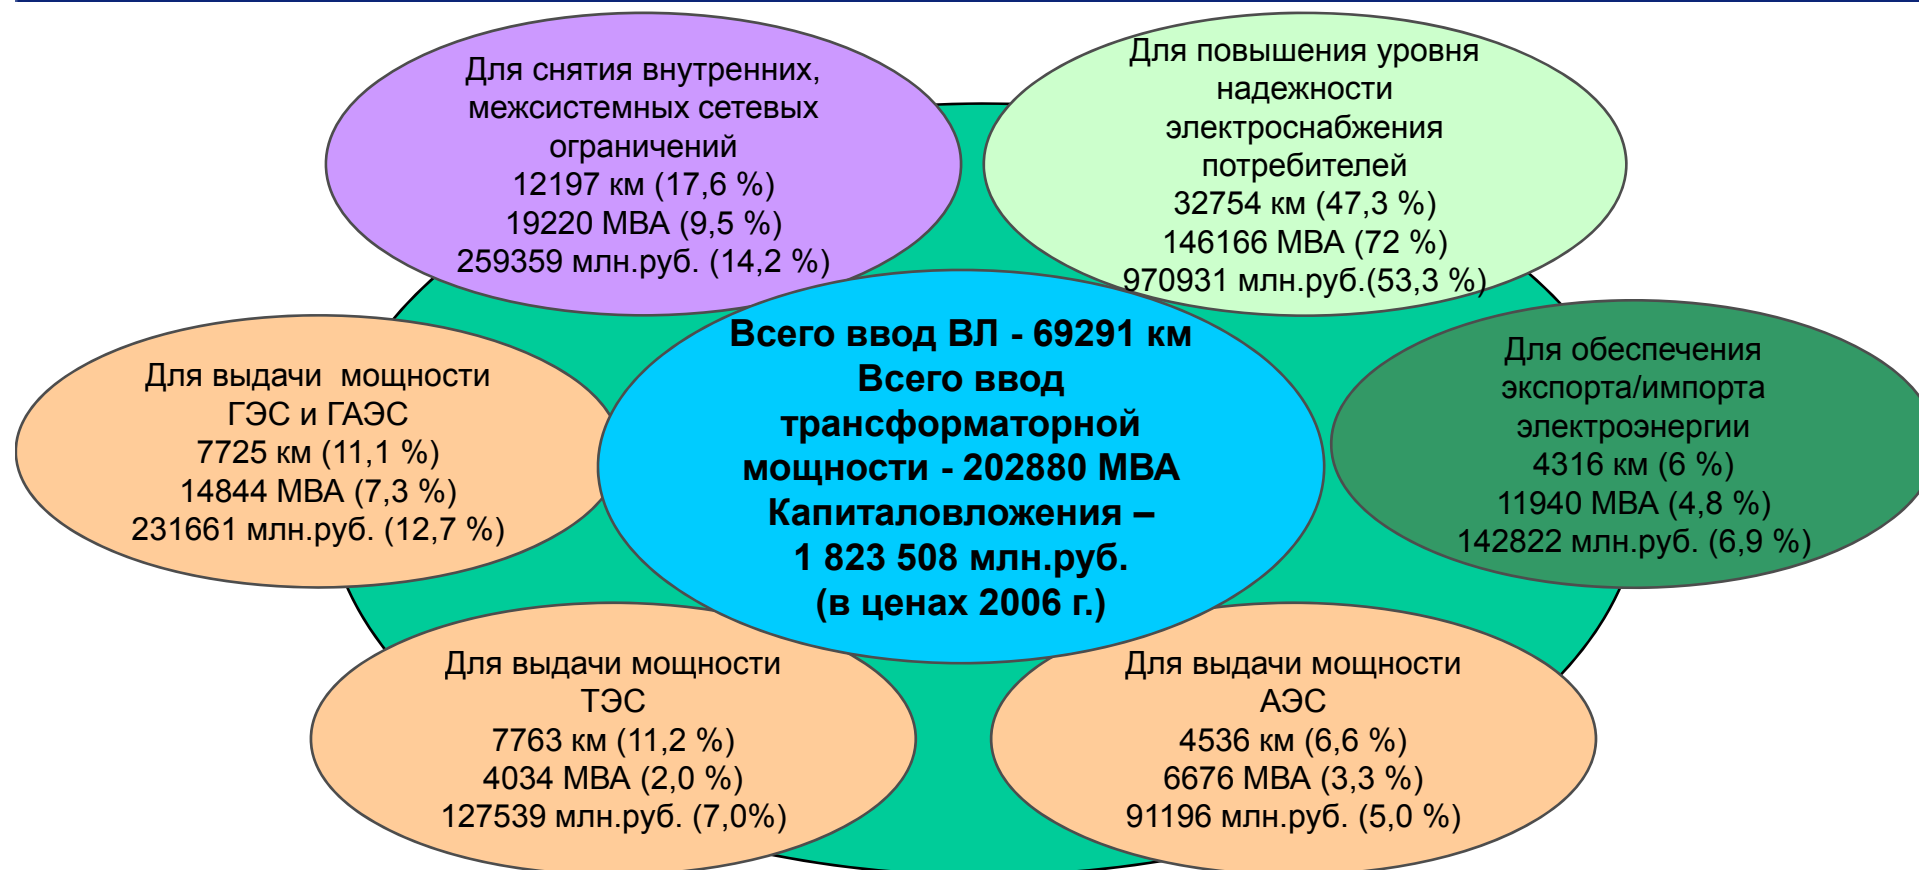 Для снятия внутренних,
межсистемных сетевых
ограничений
12197 км (17,6 %)
19220 МВА (9,5 %)
259359 млн.руб. (14,2 %)
Для повышения уровня
надежности
электроснабжения
потребителей
32754 км (47,3 %)
146166 МВА (72 %)
970931 млн.руб.(53,3 %)
Для выдачи мощности
ГЭС и ГАЭС
7725 км (11,1 %)
14844 МВА (7,3 %)
231661 млн.руб. (12,7 %)
Всего ввод ВЛ - 69291 км
Всего ввод
трансформаторной
мощности - 202880 МВА
Капиталовложения –
1 823 508 млн.руб.
(в ценах 2006 г.)
Для обеспечения
экспорта/импорта
электроэнергии
4316 км (6 %)
11940 МВА (4,8 %)
142822 млн.руб. (6,9 %)
Для выдачи мощности
ТЭС
7763 км (11,2 %)
4034 МВА (2,0 %)
127539 млн.руб. (7,0%)
Для выдачи мощности
АЭС
4536 км (6,6 %)
6676 МВА (3,3 %)
91196 млн.руб. (5,0 %)